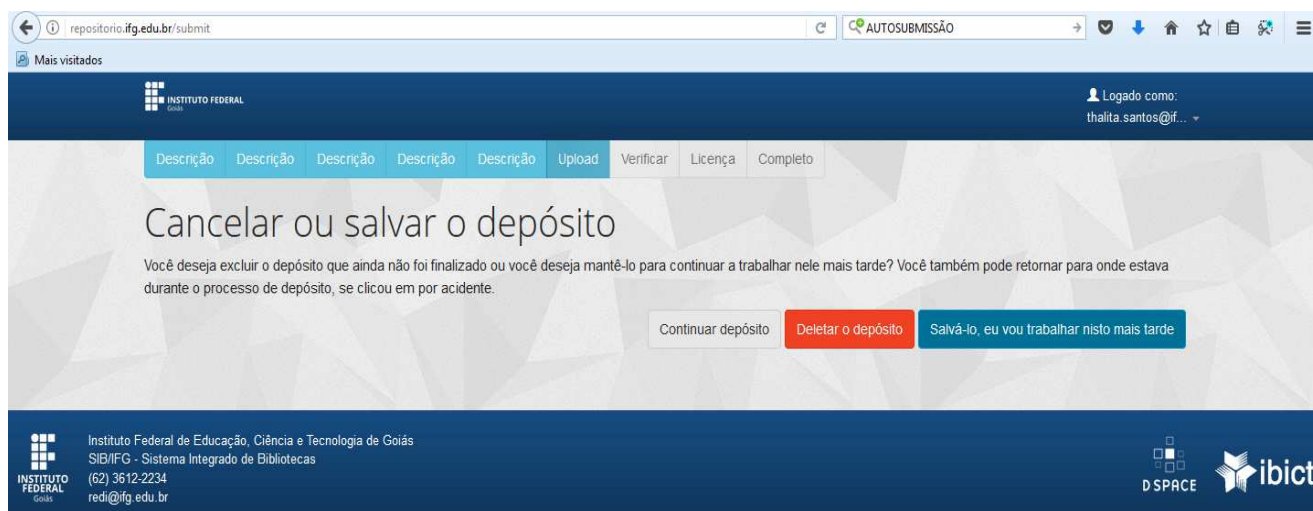 repositorio.ifg.edu.br/submit
AUTOSUBMISSÃO
Mais visitados
INSTITUTO FEDERAL
Goiás
Logado como:
thalita.santos@if...
Descrição Descrição Descrição Descrição Descrição Upload Verificar Licença Completo
Cancelar ou salvar o depósito
Você deseja excluir o depósito que ainda não foi finalizado ou você deseja mantê-lo para continuar a trabalhar nele mais tarde? Você também pode retornar para onde estava
durante o processo de depósito, se clicou em por acidente.
Continuar depósito Deletar o depósito Salvá-lo, eu vou trabalhar nisto mais tarde
INSTITUTO
FEDERAL
Goiás
Instituto Federal de Educação, Ciência e Tecnologia de Goiás
SIB/IFG - Sistema Integrado de Bibliotecas
(62) 3612-2234
redi@ifg.edu.br
DSPACE
ibict